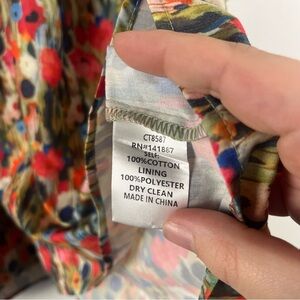 CT8587
RN#141887
SELF:
100%COTTON
LINING
100%POLYESTER
DRY CLEAN
MADE IN CHINA